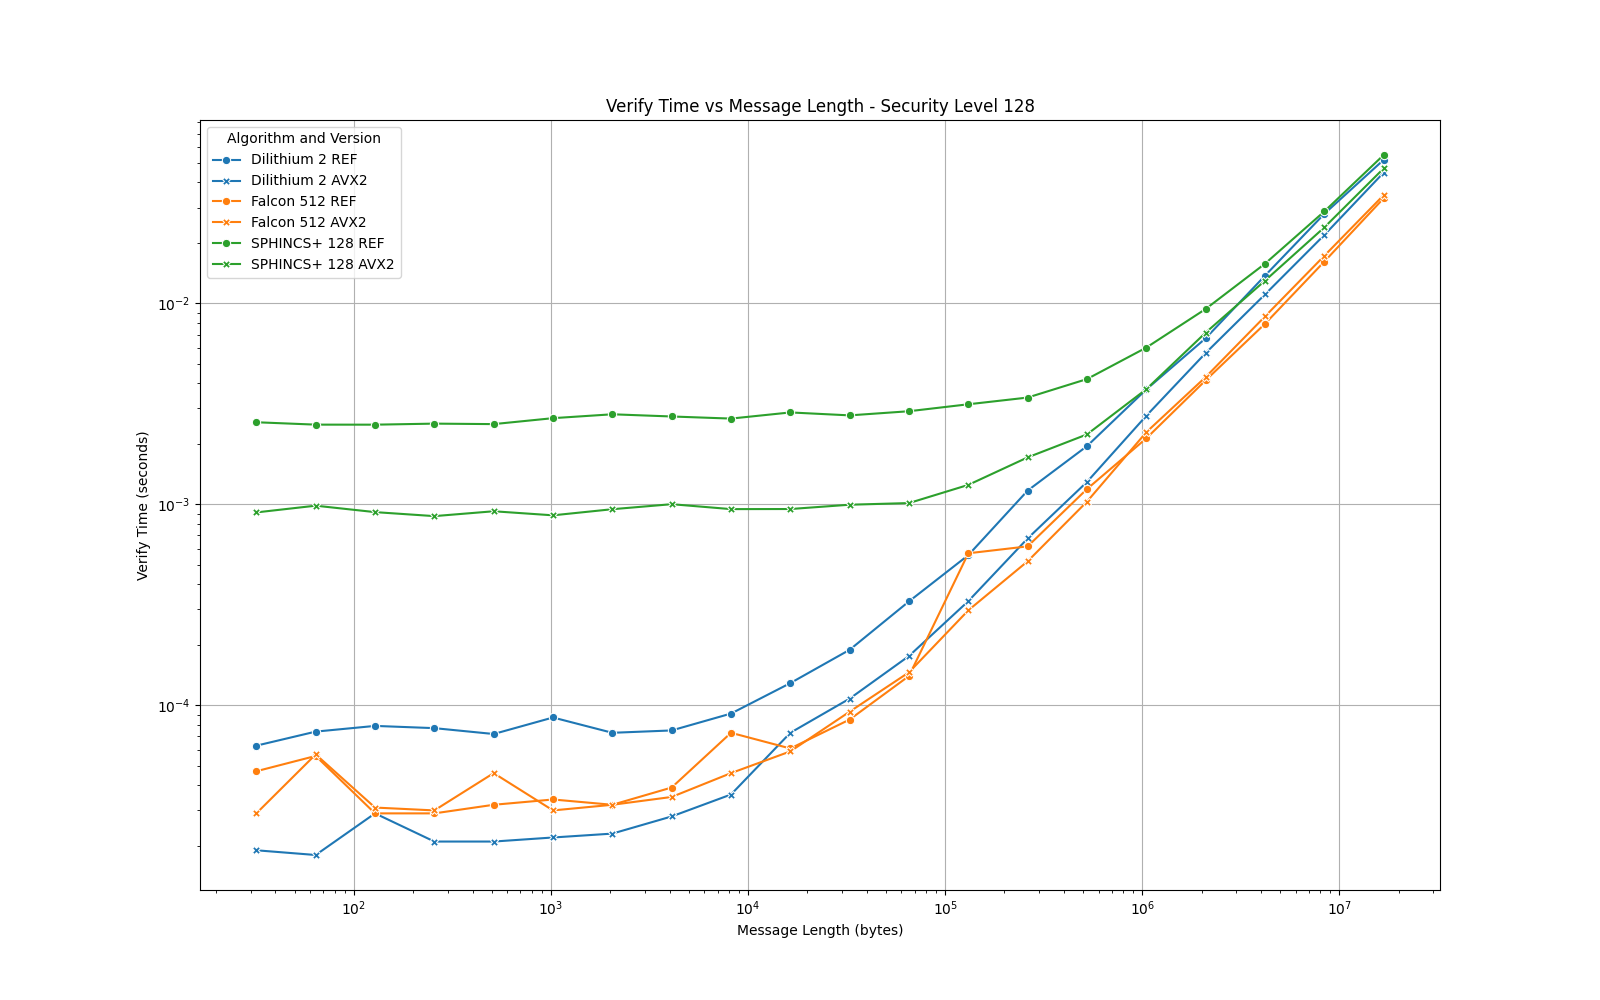 Verify Time vs Message Length - Security Level 128
Algorithm and Version
Dilithium 2 REF
Dilithium 2 AVX2
Falcon 512 REF
Falcon 512 AVX2
SPHINCS+ 128 REF
SPHINCS+ 128 AVX2
Verify Time (seconds)
10⁻²
10⁻³
10⁻⁴
10² 10³ 10⁴ 10⁵ 10⁶ 10⁷
Message Length (bytes)